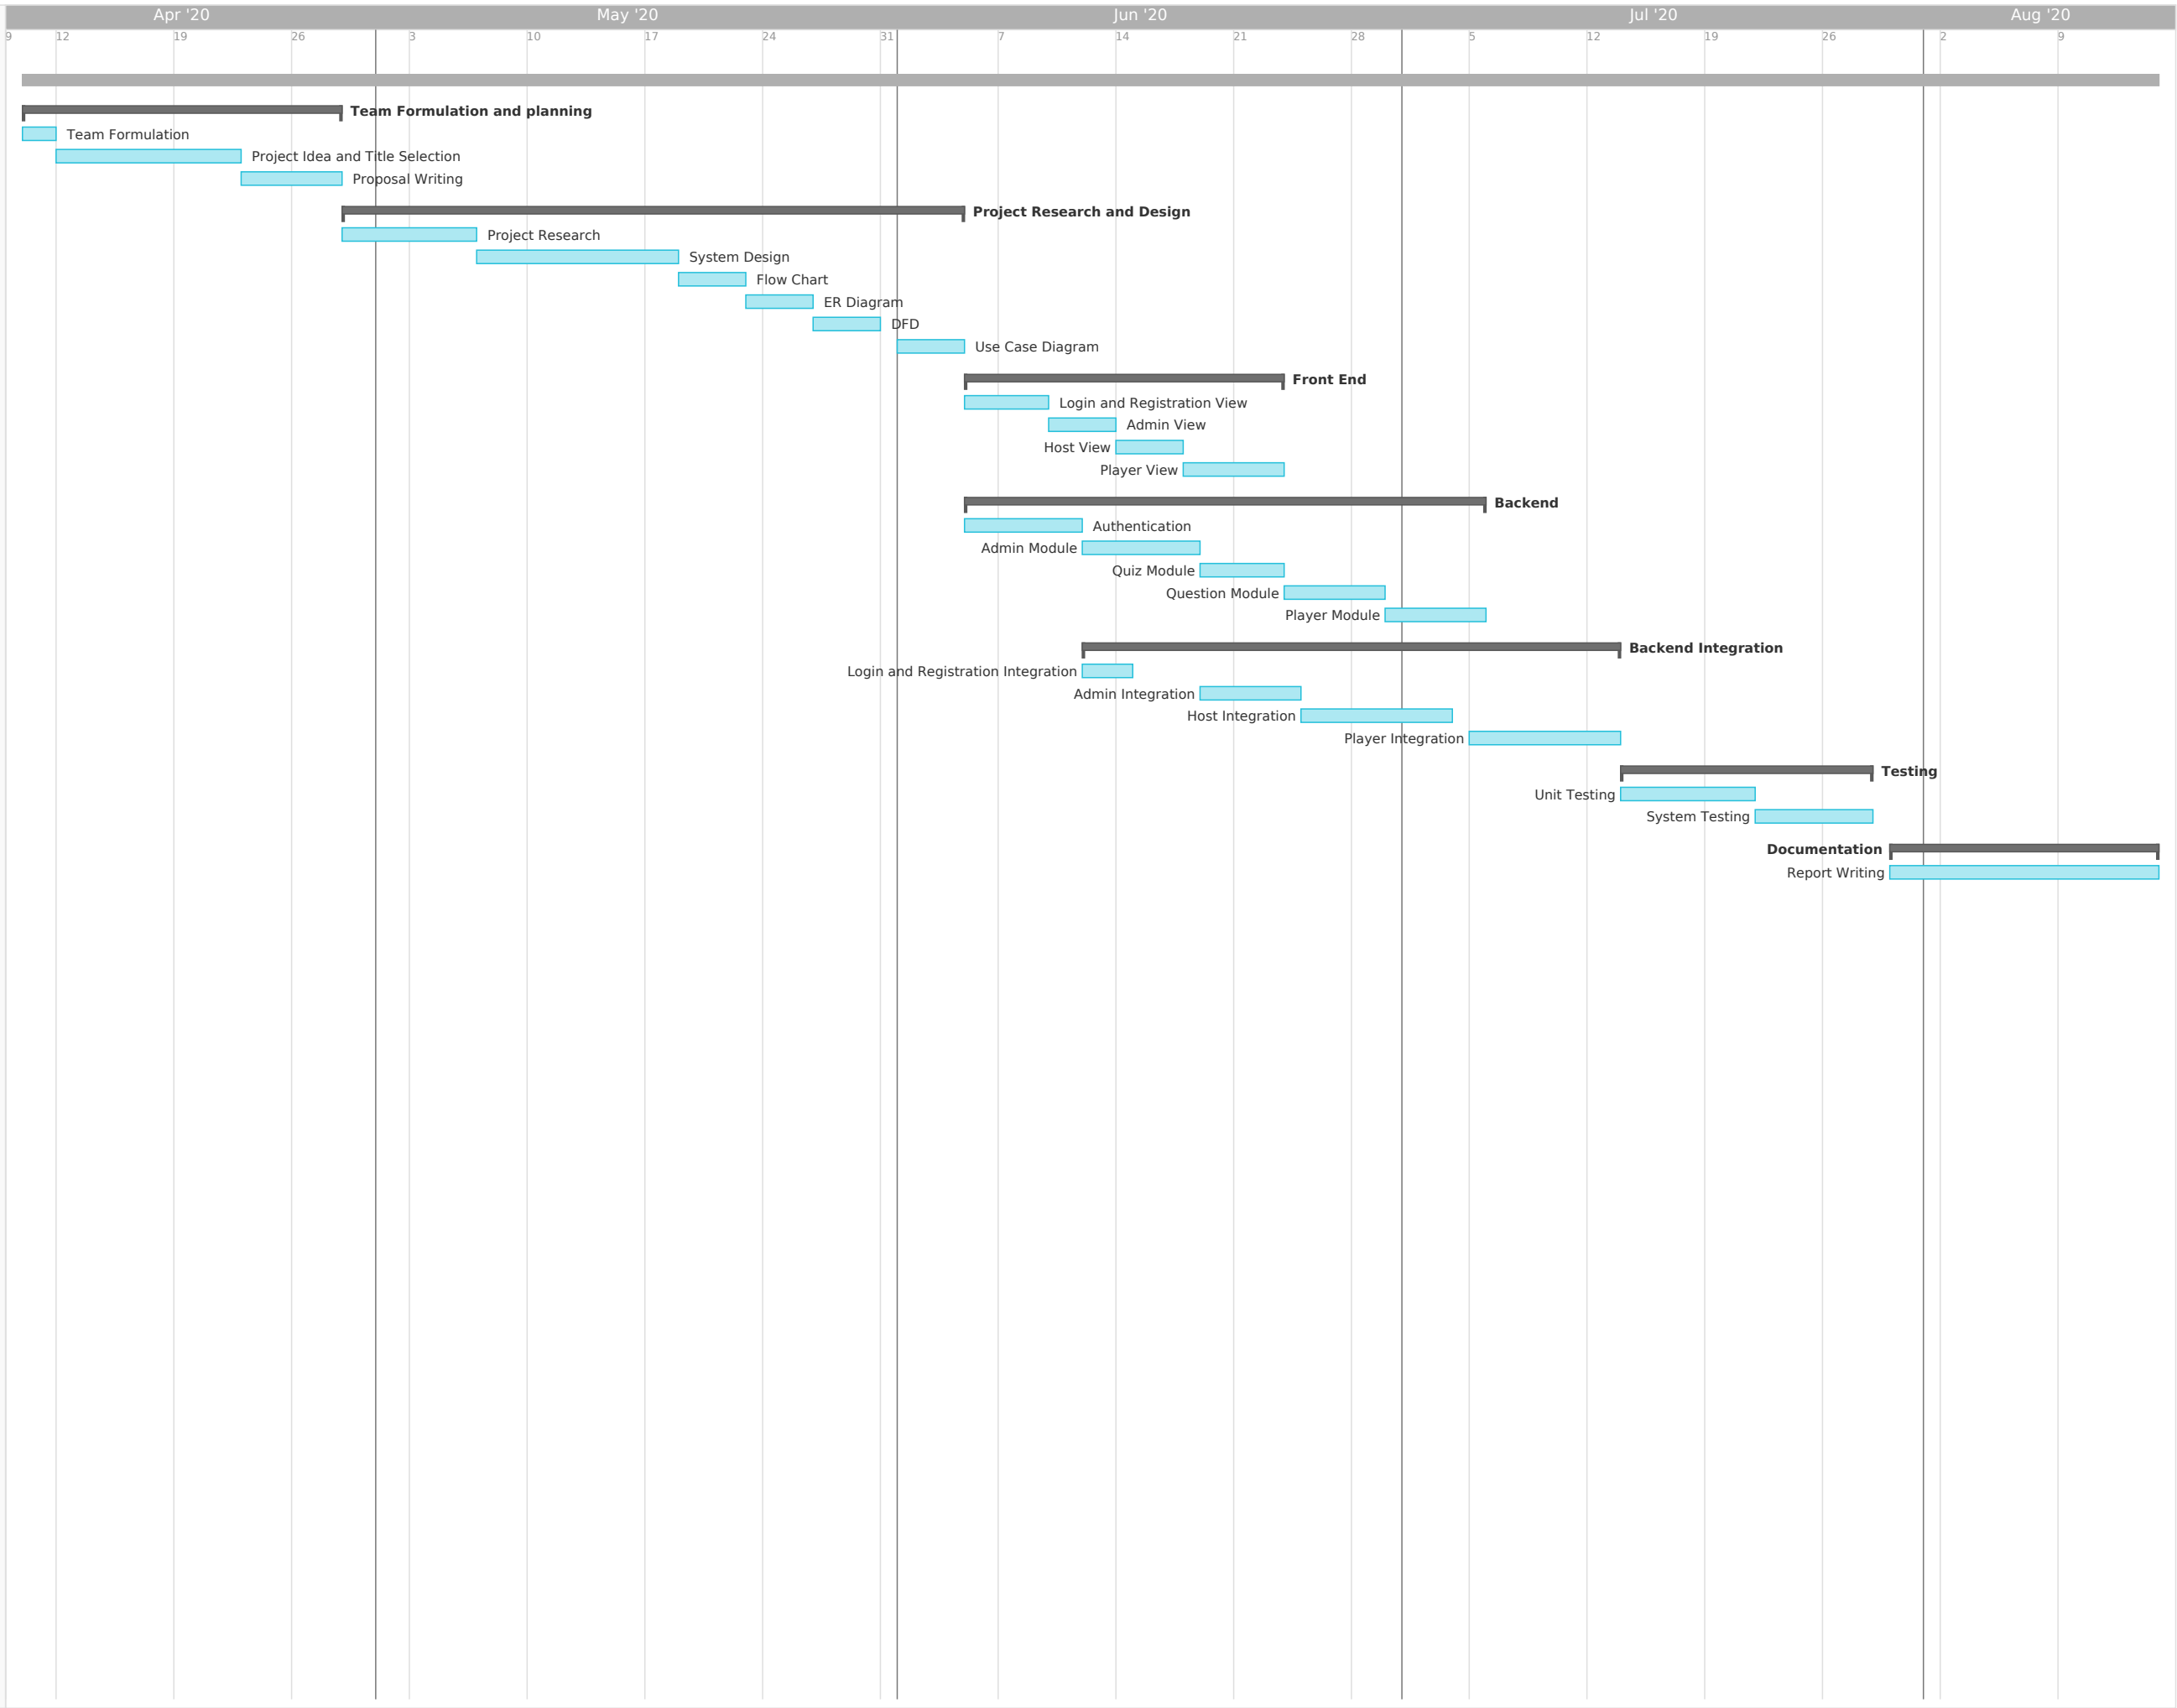 Apr '20 May '20 Jun '20 Jul '20 Aug '20
9 12 19 26 3 10 17 24 31 7 14 21 28 5 12 19 26 2 9
Team Formulation and planning
Team Formulation
Project Idea and Title Selection
Proposal Writing
Project Research and Design
Project Research
System Design
Flow Chart
ER Diagram
DFD
Use Case Diagram
Front End
Login and Registration View
Admin View
Host View
Player View
Backend
Authentication
Admin Module
Quiz Module
Question Module
Player Module
Backend Integration
Login and Registration Integration
Admin Integration
Host Integration
Player Integration
Testing
Unit Testing
System Testing
Documentation
Report Writing